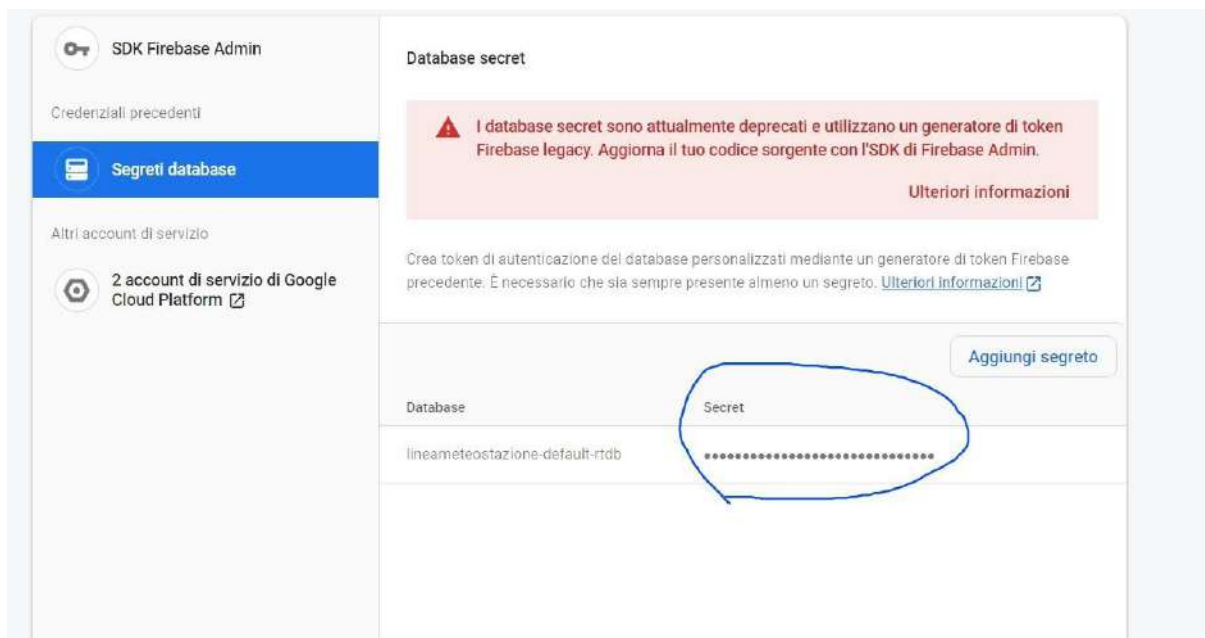 SDK Firebase Admin
Credenziali precedenti
Segreti database
Altri account di servizio
2 account di servizio di Google
Cloud Platform
Database secret
I database secret sono attualmente deprecati e utilizzano un generatore di token
Firebase legacy. Aggiorna il tuo codice sorgente con l'SDK di Firebase Admin.
Ulteriori informazioni
Crea token di autenticazione del database personalizzati mediante un generatore di token Firebase
precedente. È necessario che sia sempre presente almeno un segreto. Ulteriori informazioni
Aggiungi segreto
Database Secret
lineameteostazione-default-rtdb ••••••••••••••••••••••••••••••